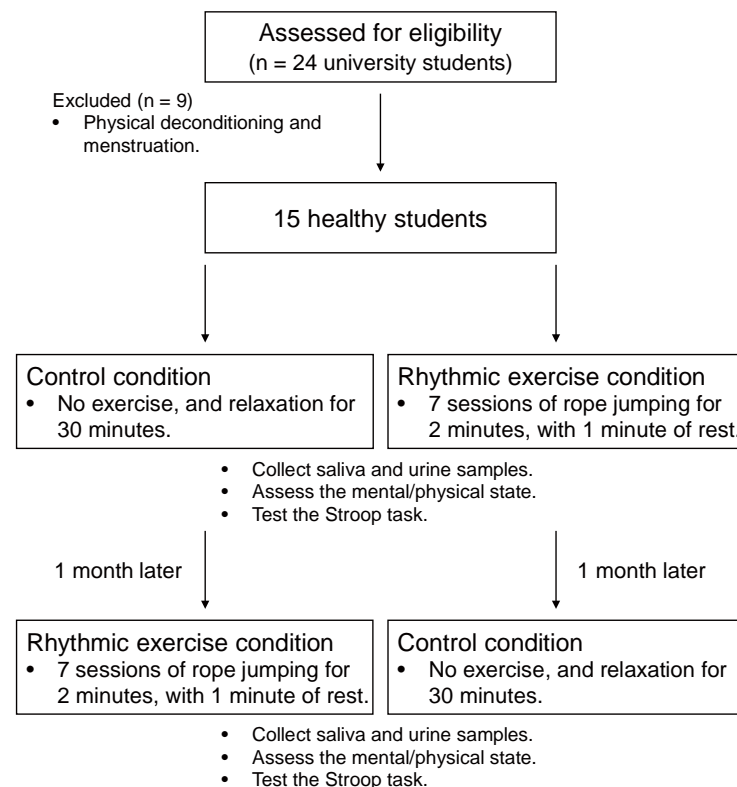 Assessed for eligibility
(n = 24 university students)
Excluded (n = 9)
• Physical deconditioning and
menstruation.
15 healthy students
Control condition
• No exercise, and relaxation for
30 minutes.
Rhythmic exercise condition
• 7 sessions of rope jumping for
2 minutes, with 1 minute of rest.
• Collect saliva and urine samples.
• Assess the mental/physical state.
• Test the Stroop task.
1 month later
1 month later
Rhythmic exercise condition
• 7 sessions of rope jumping for
2 minutes, with 1 minute of rest.
Control condition
• No exercise, and relaxation for
30 minutes.
• Collect saliva and urine samples.
• Assess the mental/physical state.
• Test the Stroop task.